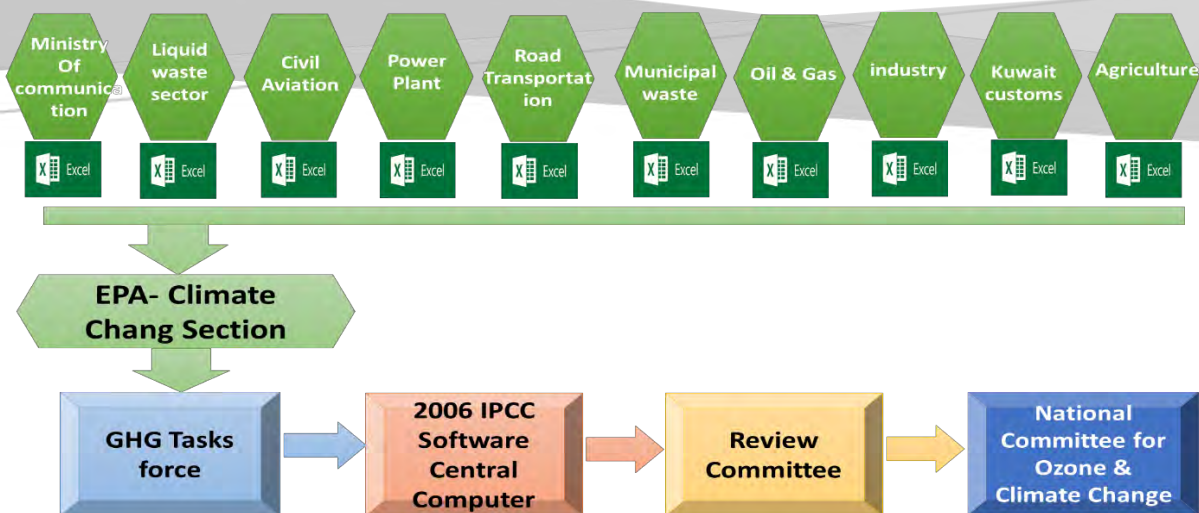 Ministry
Of
communica
tion
Liquid
waste
sector
Civil
Aviation
Power
Plant
Road
Transportat
ion
Municipal
waste
Oil & Gas
industry
Kuwait
customs
Agriculture
X Excel
X Excel
X Excel
X Excel
X Excel
X Excel
X Excel
X Excel
X Excel
X Excel
EPA- Climate
Chang Section
GHG Tasks
force
2006 IPCC
Software
Central
Computer
Review
Committee
National
Committee for
Ozone &
Climate Change